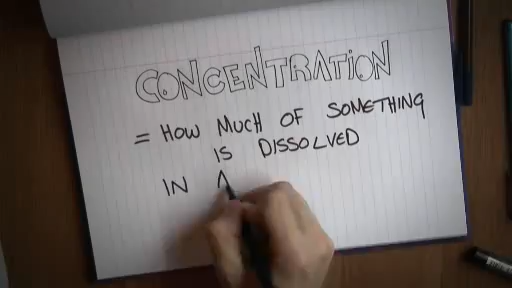 CONCENTRATION
= HOW MUCH OF SOMETHING
IS DISSOLVED
IN